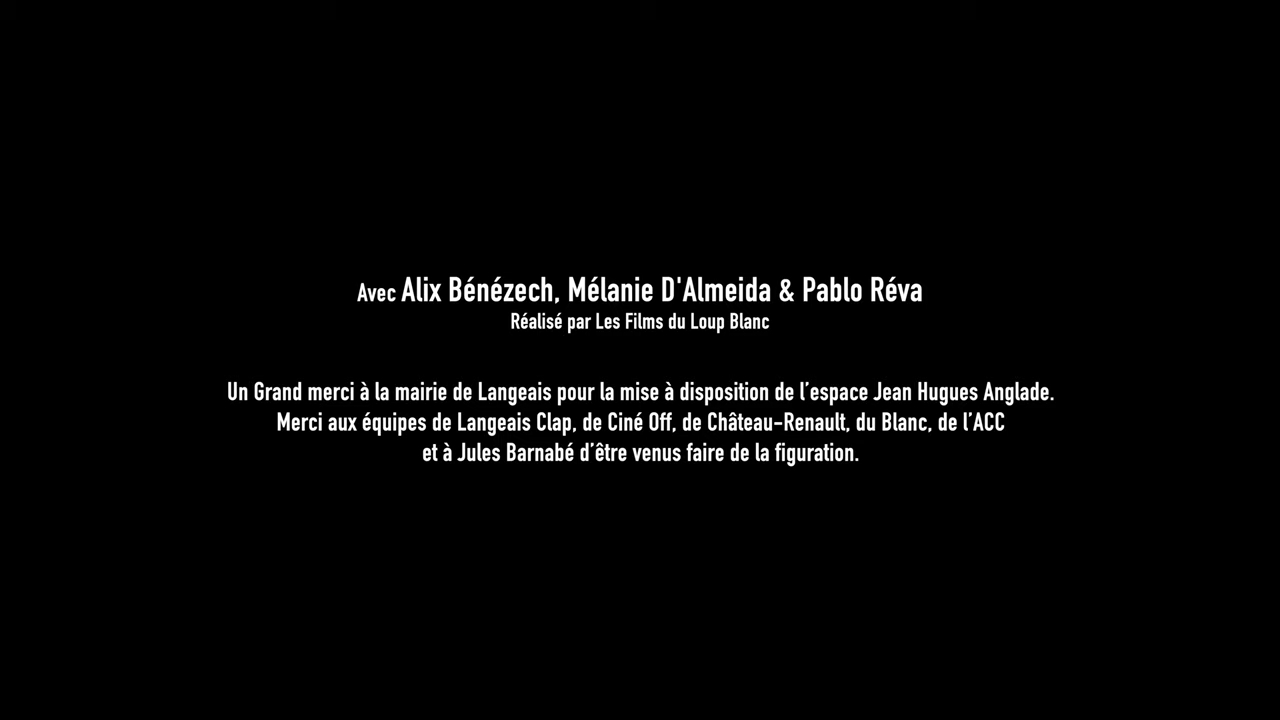 Avec Alix Bénézech, Mélanie D'Almeida & Pablo Réva
Réalisé par Les Films du Loup Blanc
Un Grand merci à la mairie de Langeais pour la mise à disposition de l’espace Jean Hugues Anglade.
Merci aux équipes de Langeais Clap, de Ciné Off, de Château-Renault, du Blanc, de l’ACC
et à Jules Barnabé d’être venus faire de la figuration.